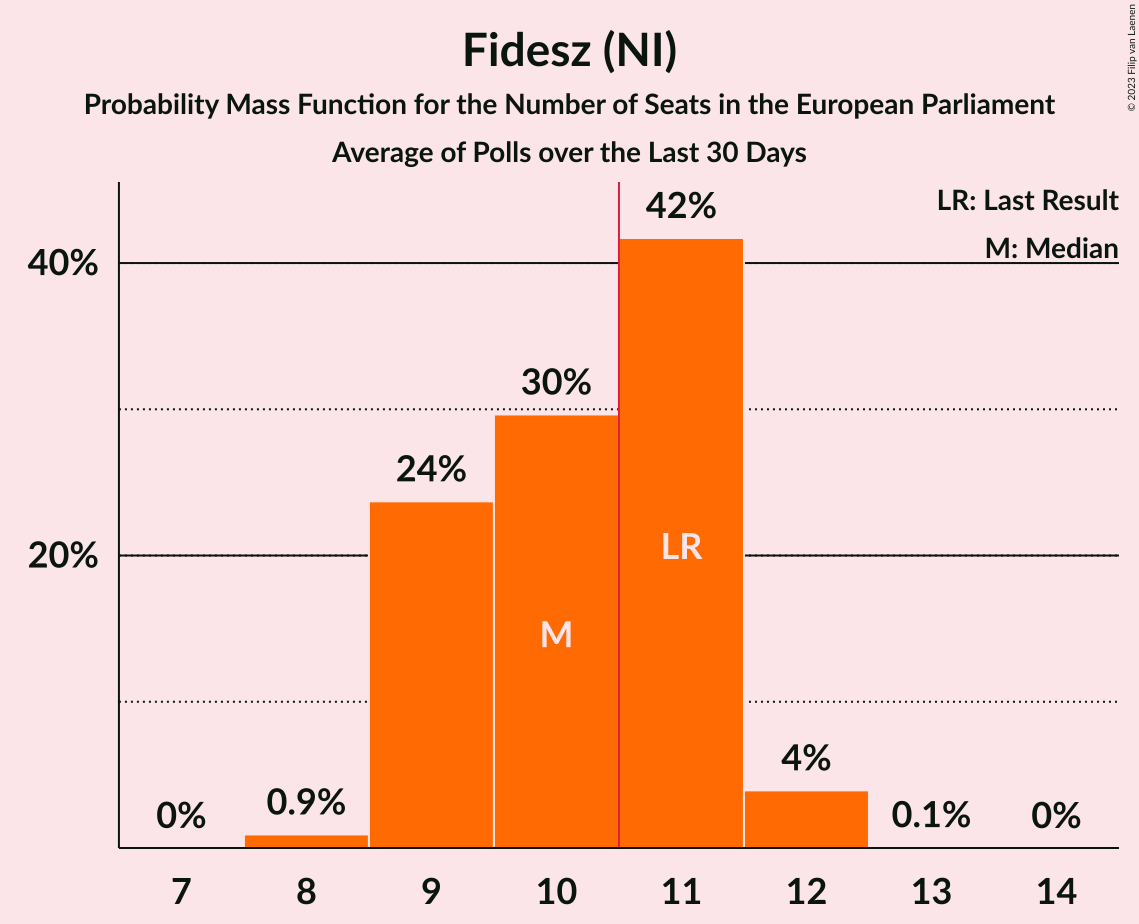 Fidesz (NI)
Probability Mass Function for the Number of Seats in the European Parliament
Average of Polls over the Last 30 Days
© 2023 Filip van Laenen
LR: Last Result
M: Median
40%
20%
0%
0.9%
24%
30%
42%
4%
0.1%
0%
M
LR
7 8 9 10 11 12 13 14